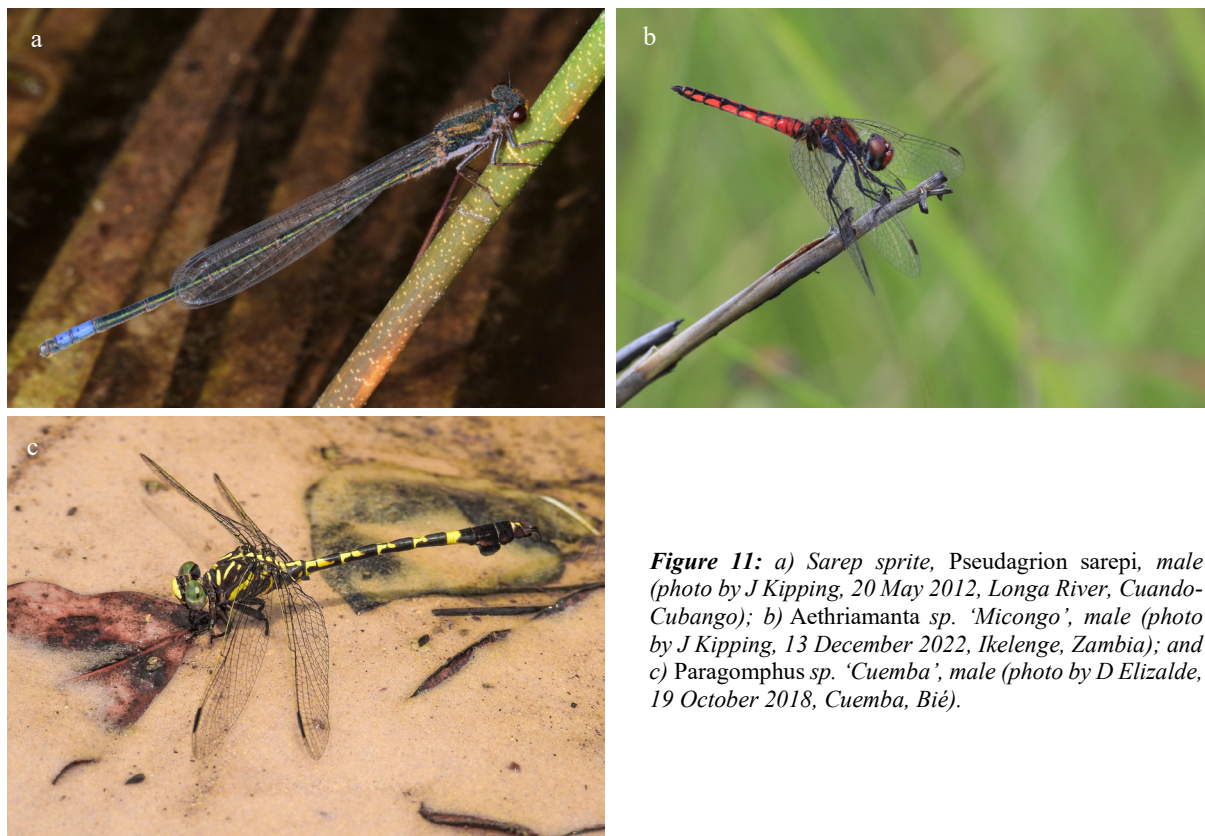 a
b
c
Figure 11: a) Sarep sprite, Pseudagrion sarepi, male
(photo by J Kipping, 20 May 2012, Longa River, Cuando-
Cubango); b) Aethriamanta sp. ‘Micongo’, male (photo
by J Kipping, 13 December 2022, Ikelenge, Zambia); and
c) Paragomphus sp. ‘Cuemba’, male (photo by D Elizalde,
19 October 2018, Cuemba, Bié).